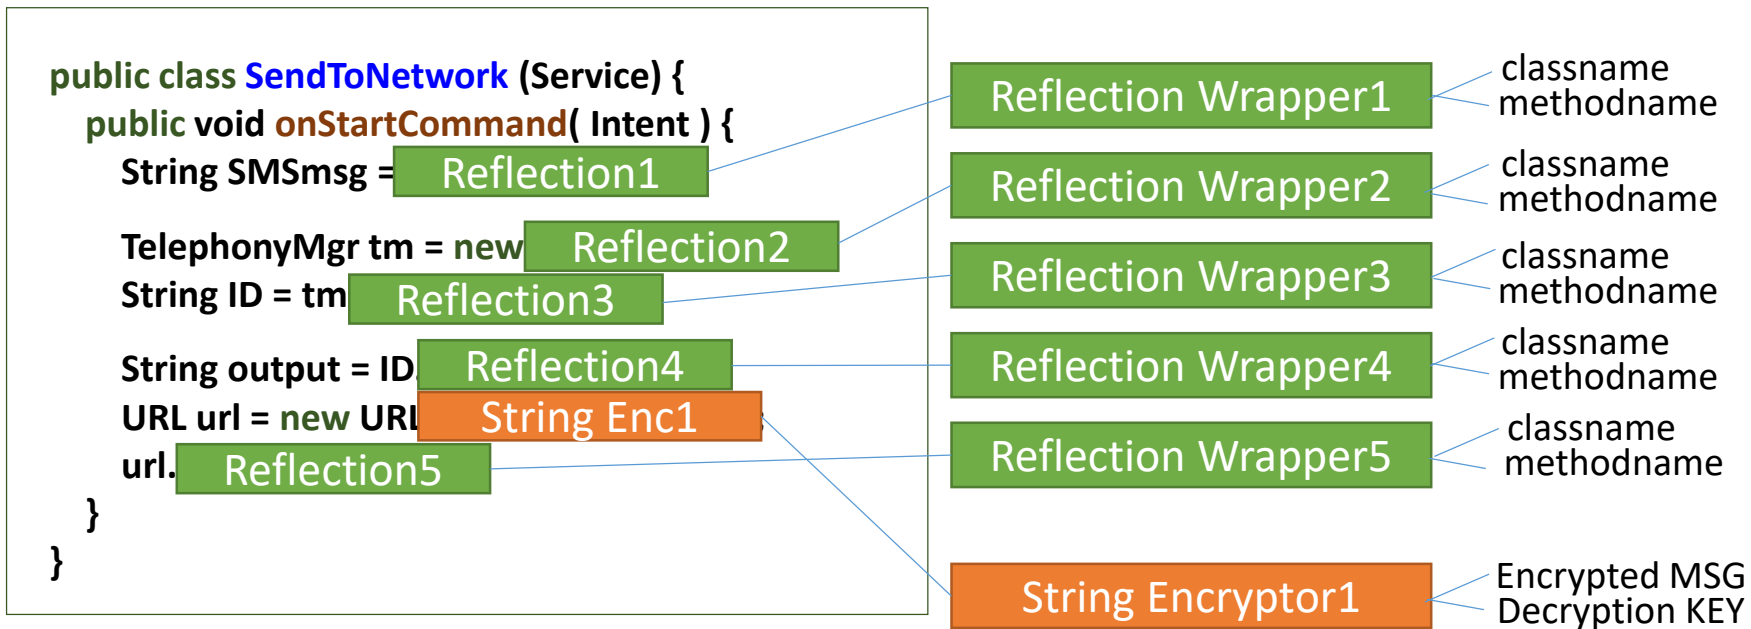 public class SendToNetwork (Service) {
public void onStartCommand( Intent ) {
String SMSmsg = Reflection1
TelephonyMgr tm = new Reflection2
String ID = tm Reflection3
String output = ID. Reflection4
URL url = new URL String Enc1 ;
url. Reflection5
}
}
Reflection Wrapper1
classname
methodname
Reflection Wrapper2
classname
methodname
Reflection Wrapper3
classname
methodname
Reflection Wrapper4
classname
methodname
Reflection Wrapper5
classname
methodname
String Encryptor1
Encrypted MSG
Decryption KEY